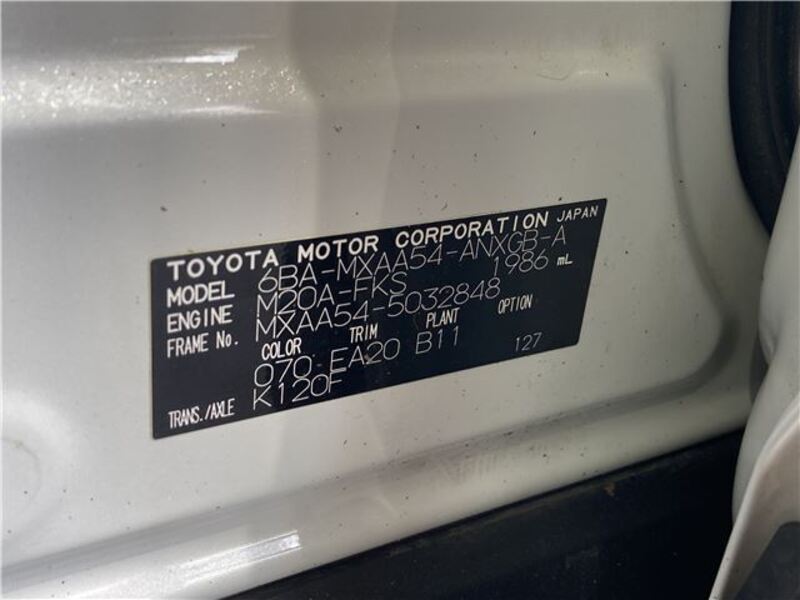 TOYOTA MOTOR CORPORATION JAPAN
MODEL 6BA-MXAA54-ANXGB-A
ENGINE M20A-FKS 1986 mL
FRAME No. MXAA54-5032848
COLOR TRIM PLANT OPTION
070 EA20 B11 127
TRANS./AXLE K120F